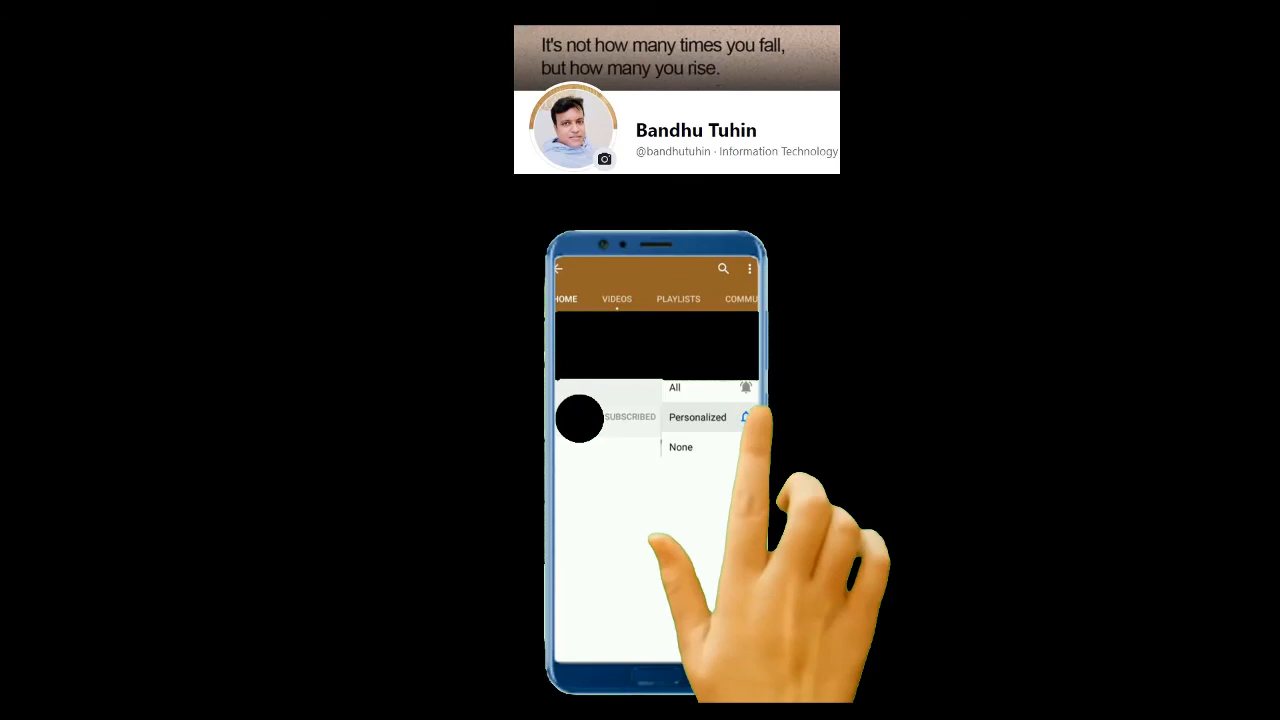 It's not how many times you fall,
but how many you rise.
Bandhu Tuhin
@bandhutuhin · Information Technology
HOME VIDEOS PLAYLISTS COMMU
All
SUBSCRIBED Personalized
None